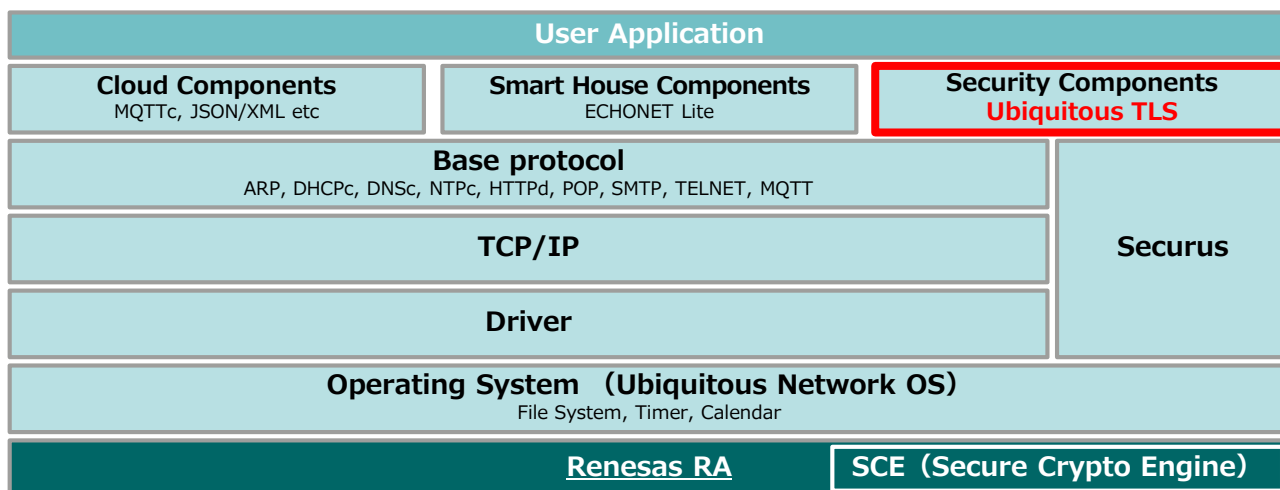 User Application
Cloud Components
MQTTc, JSON/XML etc
Smart House Components
ECHONET Lite
Security Components
Ubiquitous TLS
Base protocol
ARP, DHCPc, DNSc, NTPc, HTTPd, POP, SMTP, TELNET, MQTT
TCP/IP
Securus
Driver
Operating System （Ubiquitous Network OS）
File System, Timer, Calendar
Renesas RA
SCE（Secure Crypto Engine）